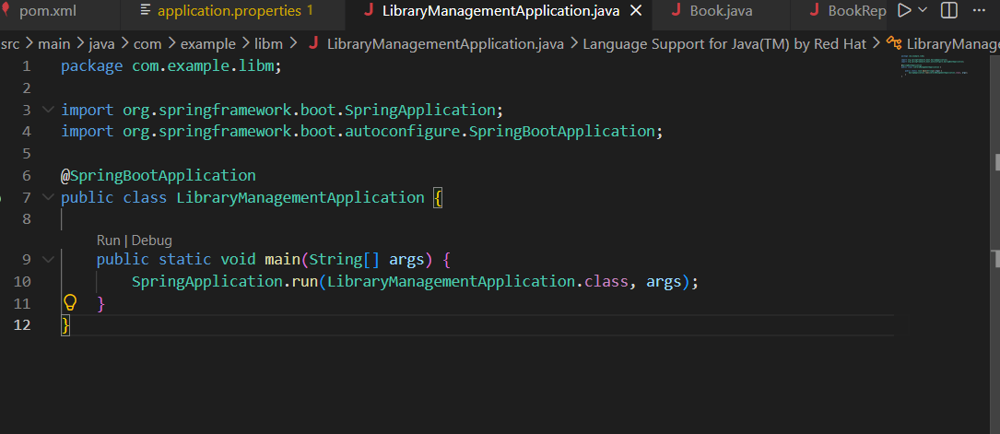 pom.xml
application.properties 1
J LibraryManagementApplication.java
J Book.java
J BookRep
src > main > java > com > example > libm > J LibraryManagementApplication.java > Language Support for Java(TM) by Red Hat > LibraryManage
1 package com.example.libm;
2
3 import org.springframework.boot.SpringApplication;
4 import org.springframework.boot.autoconfigure.SpringBootApplication;
5
6 @SpringBootApplication
7 public class LibraryManagementApplication {
8
Run | Debug
9 public static void main(String[] args) {
10 SpringApplication.run(LibraryManagementApplication.class, args);
11 }
12 }